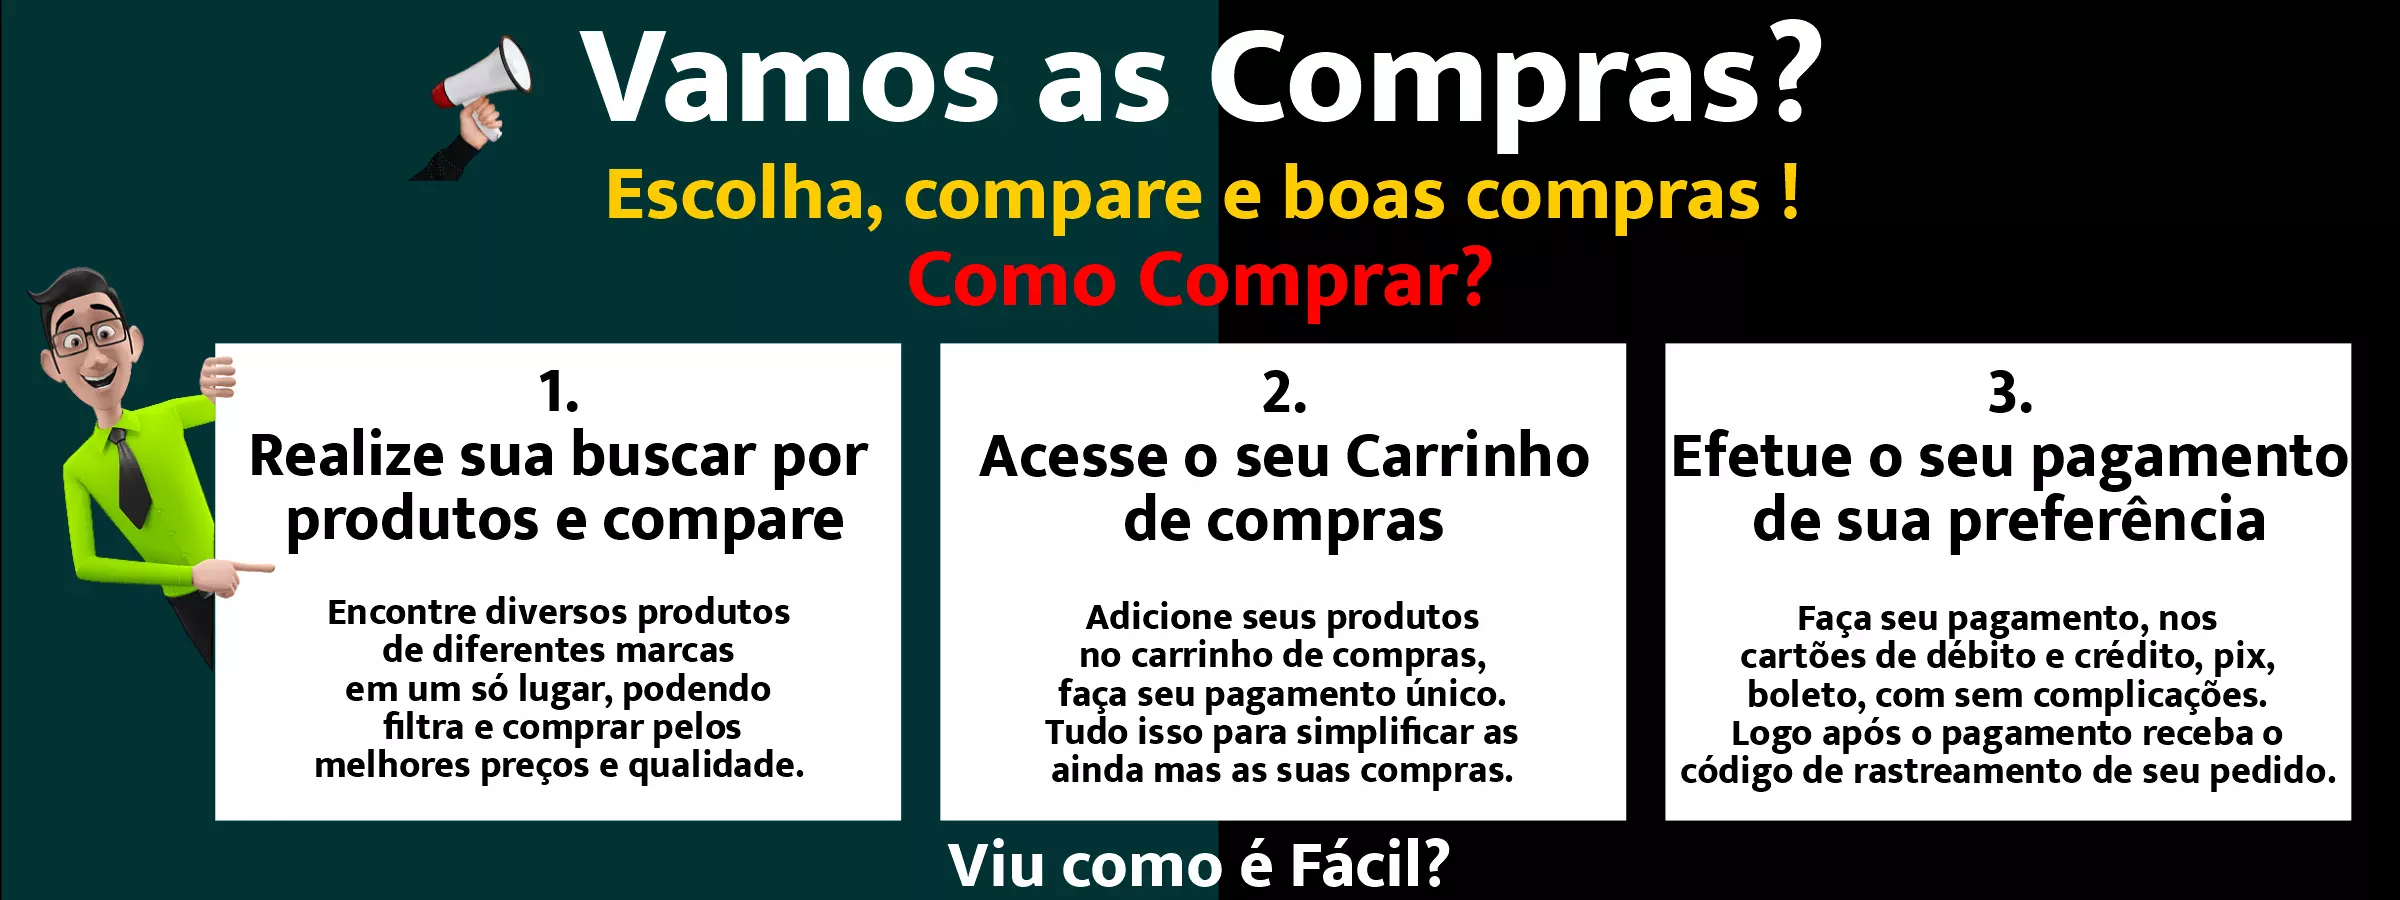 Vamos as Compras?
Escolha, compare e boas compras !
Como Comprar?
1.
Realize sua buscar por
produtos e compare
Encontre diversos produtos
de diferentes marcas
em um só lugar, podendo
filtra e comprar pelos
melhores preços e qualidade.
2.
Acesse o seu Carrinho
de compras
Adicione seus produtos
no carrinho de compras,
faça seu pagamento único.
Tudo isso para simplificar as
ainda mas as suas compras.
3.
Efetue o seu pagamento
de sua preferência
Faça seu pagamento, nos
cartões de débito e crédito, pix,
boleto, com sem complicações.
Logo após o pagamento receba o
código de rastreamento de seu pedido.
Viu como é Fácil?